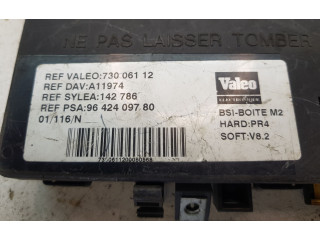 NE PAS LAISSER TOMBER
REF VALEO:730 061 12
REF DAV:A11974
REF SYLEA:142 786
REF PSA:96 424 097 80
01/116/N
Valeo
ELECTRONIQUE
BSI-BOITE M2
HARD:PR4
SOFT:V8.2